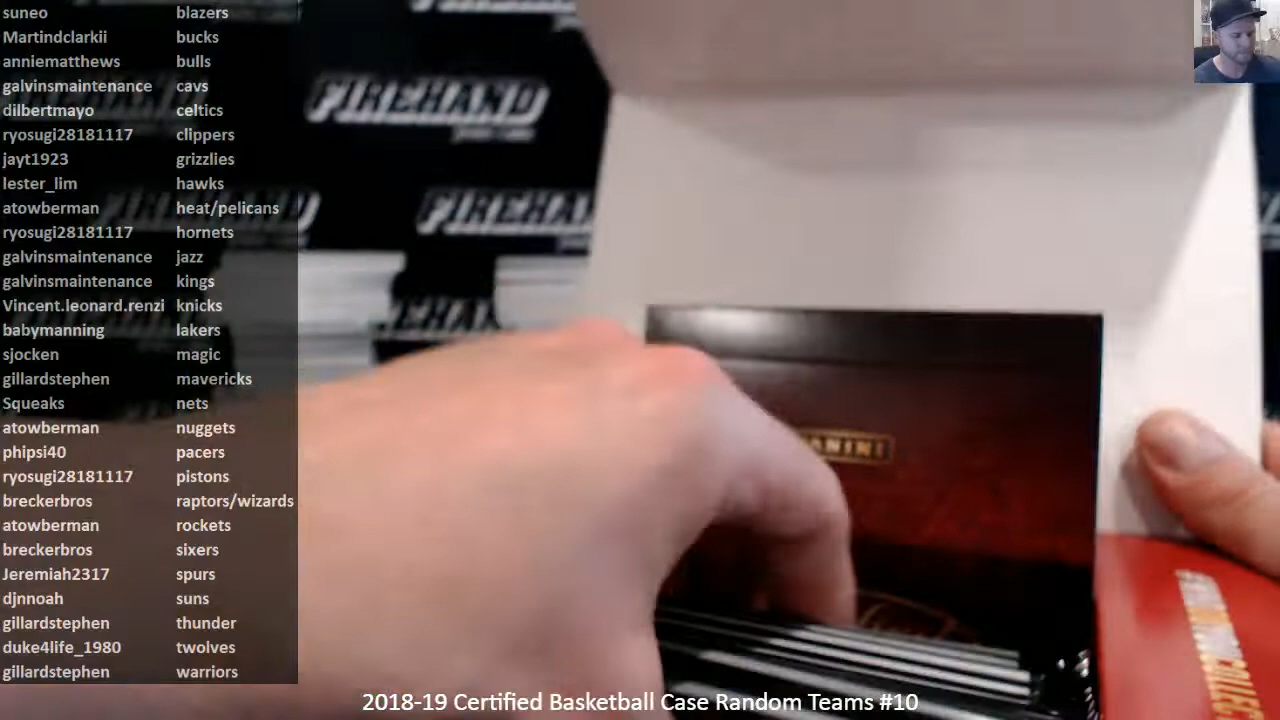 suneo blazers
Martindclarkii bucks
anniematthews bulls
galvinsmaintenance cavs
dilbertmayo celtics
ryosugi28181117 clippers
jayt1923 grizzlies
lester_lim hawks
atowberman heat/pelicans
ryosugi28181117 hornets
galvinsmaintenance jazz
galvinsmaintenance kings
Vincent.leonard.renzi knicks
babymanning lakers
sjocken magic
gillardstephen mavericks
Squeaks nets
atowberman nuggets
phipsi40 pacers
ryosugi28181117 pistons
breckerbros raptors/wizards
atowberman rockets
breckerbros sixers
Jeremiah2317 spurs
djnnoah suns
gillardstephen thunder
duke4life_1980 twolves
gillardstephen warriors
FIREHAND
FIREHA
EHAND
ANINI
2018-19 Certified Basketball Case Random Teams #10